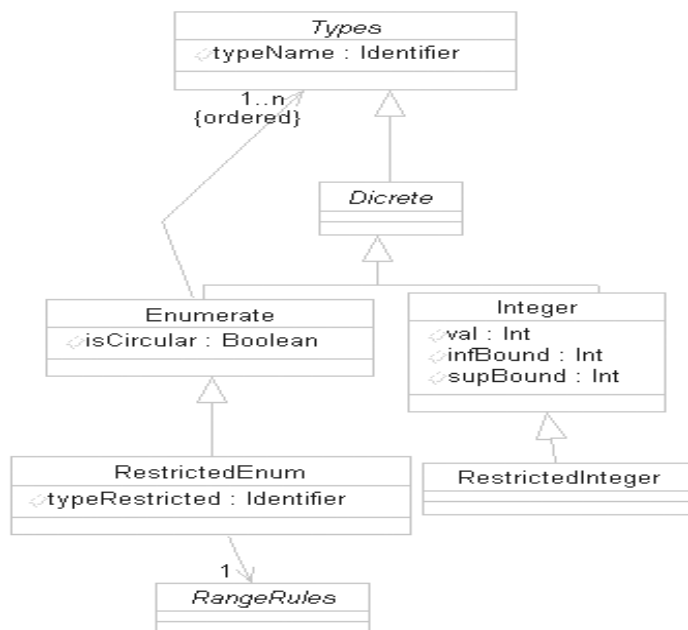 Types
typeName : Identifier
1..n
{ordered}
Dicrete
Enumerate
isCircular : Boolean
Integer
val : Int
infBound : Int
supBound : Int
RestrictedEnum
typeRestricted : Identifier
RestrictedInteger
1
RangeRules